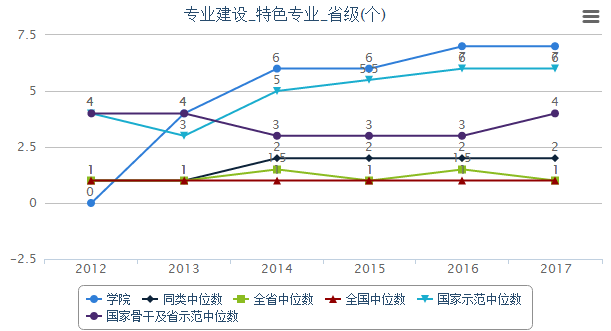 专业建设_特色专业_省级(个)
7.5
5
2.5
0
−2.5
4 4 6 6 7 7
6 6
5 5.5
4
3 3 3 3
2 2 2 2
1.5 1.5
1 1 1 1
0
2012 2013 2014 2015 2016 2017
学院 同类中位数 全省中位数 全国中位数 国家示范中位数
国家骨干及省示范中位数